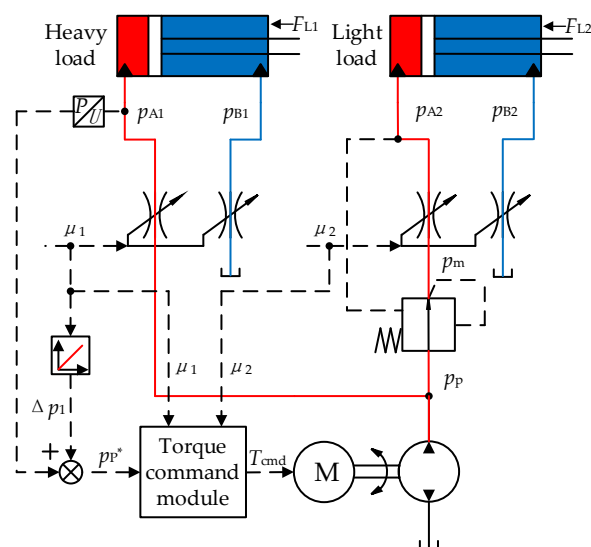 Heavy load
F_L1
Light load
F_L2
P
U
p_A1
p_B1
p_A2
p_B2
μ_1
μ_2
p_m
μ_1
μ_2
p_P
Δp_1
+
p_P*
Torque command module
T_cmd
M